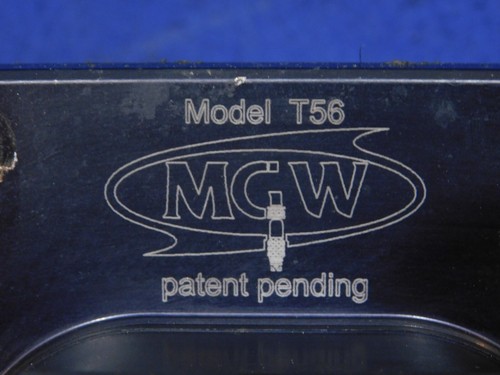 Model T56
MGW
patent pending